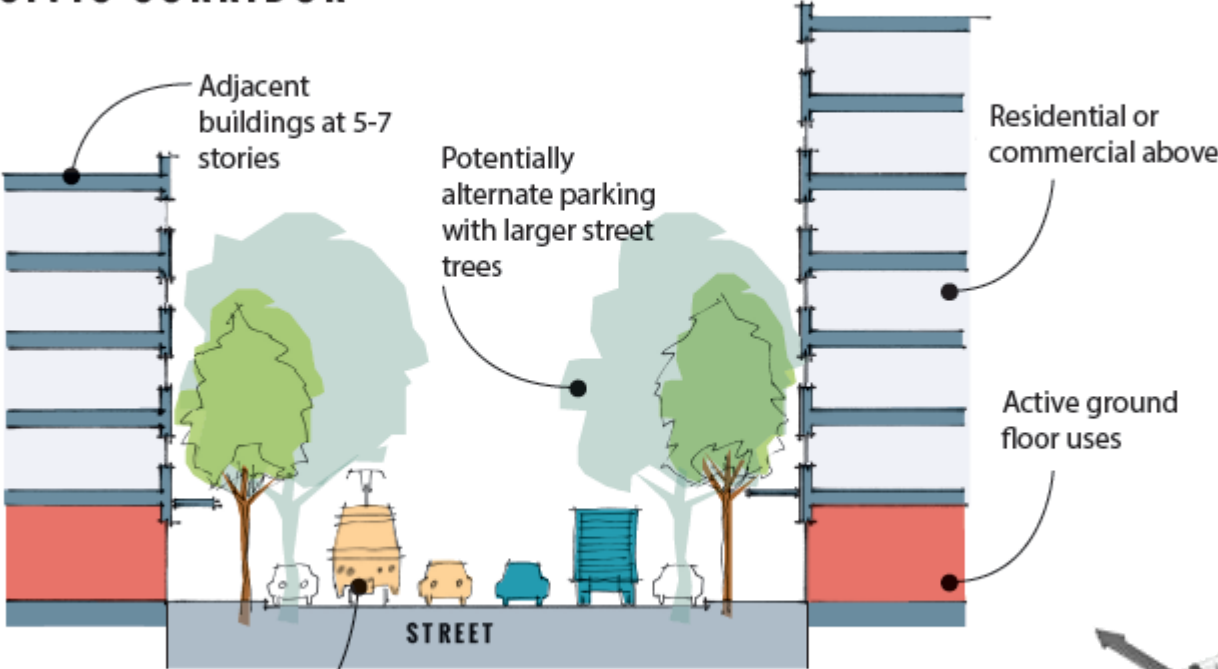 Adjacent
buildings at 5-7
stories
Potentially
alternate parking
with larger street
trees
Residential or
commercial above
Active ground
floor uses
STREET